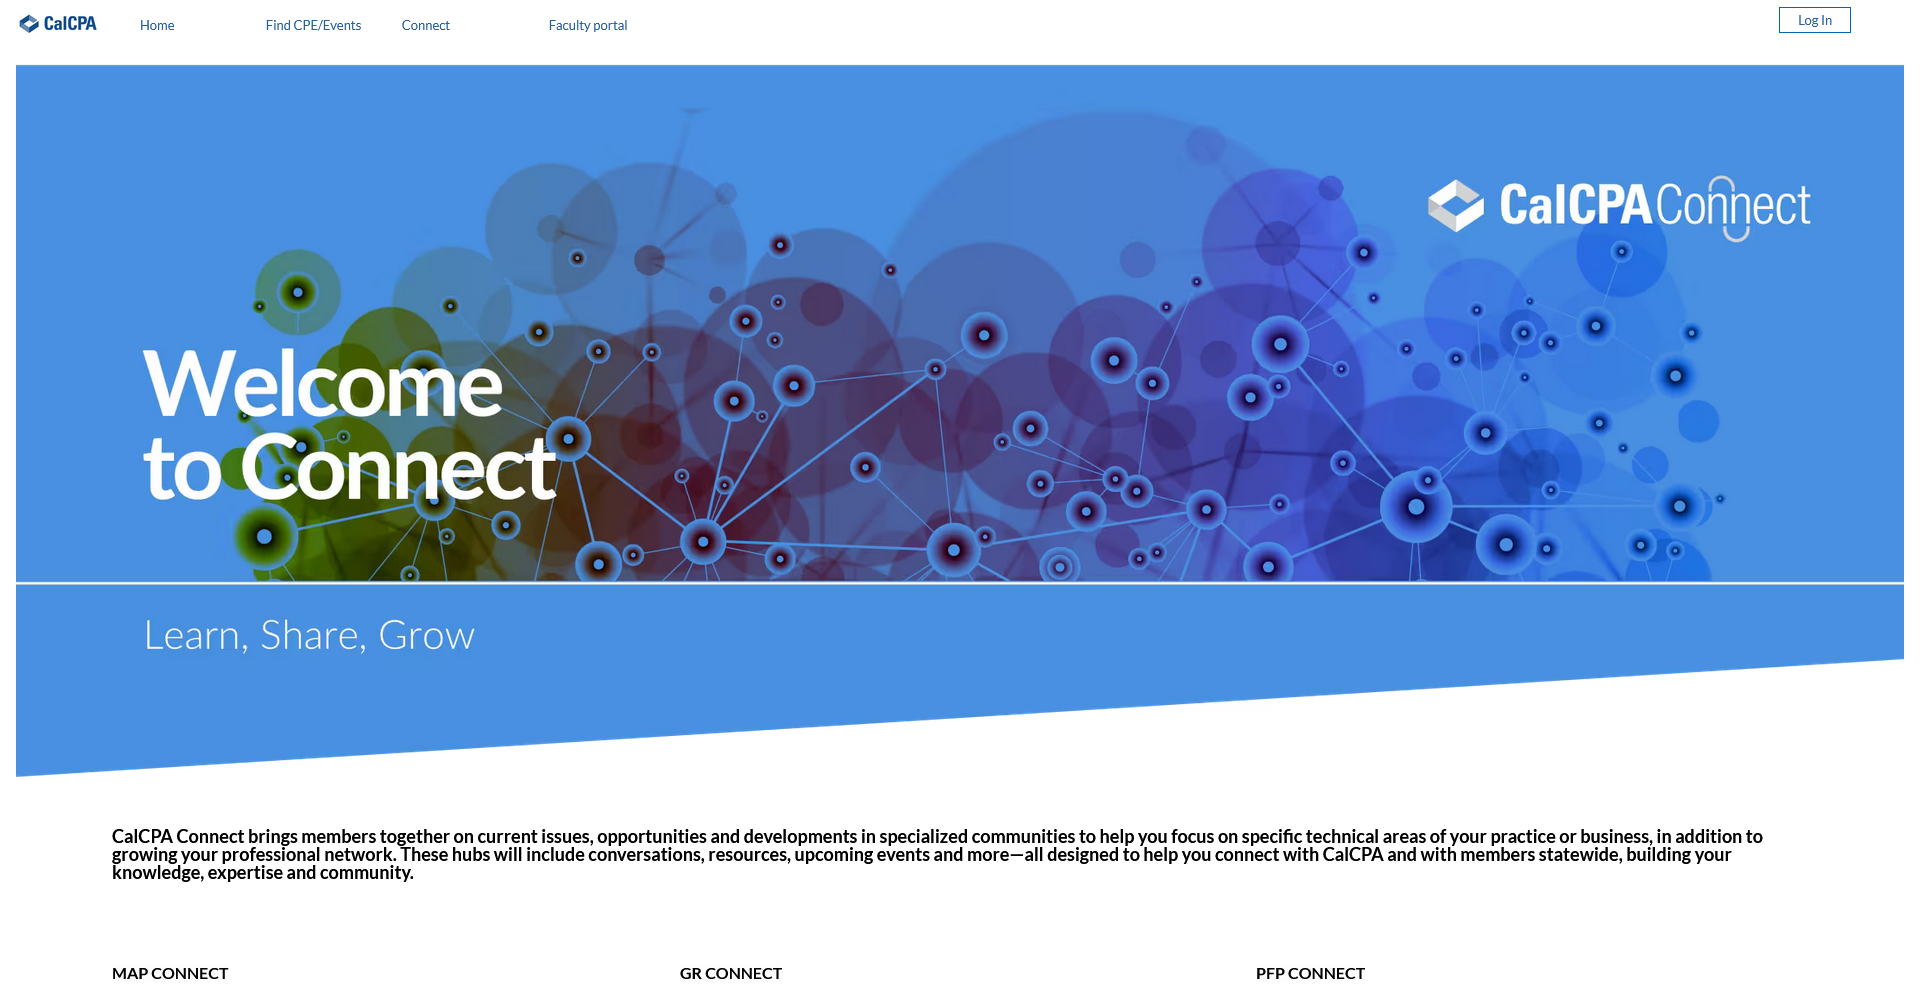 CalCPA Home Find CPE/Events Connect Faculty portal Log In
CalCPA Connect
Welcome
to Connect
Learn, Share, Grow
CalCPA Connect brings members together on current issues, opportunities and developments in specialized communities to help you focus on specific technical areas of your practice or business, in addition to
growing your professional network. These hubs will include conversations, resources, upcoming events and more—all designed to help you connect with CalCPA and with members statewide, building your
knowledge, expertise and community.
MAP CONNECT GR CONNECT PFP CONNECT